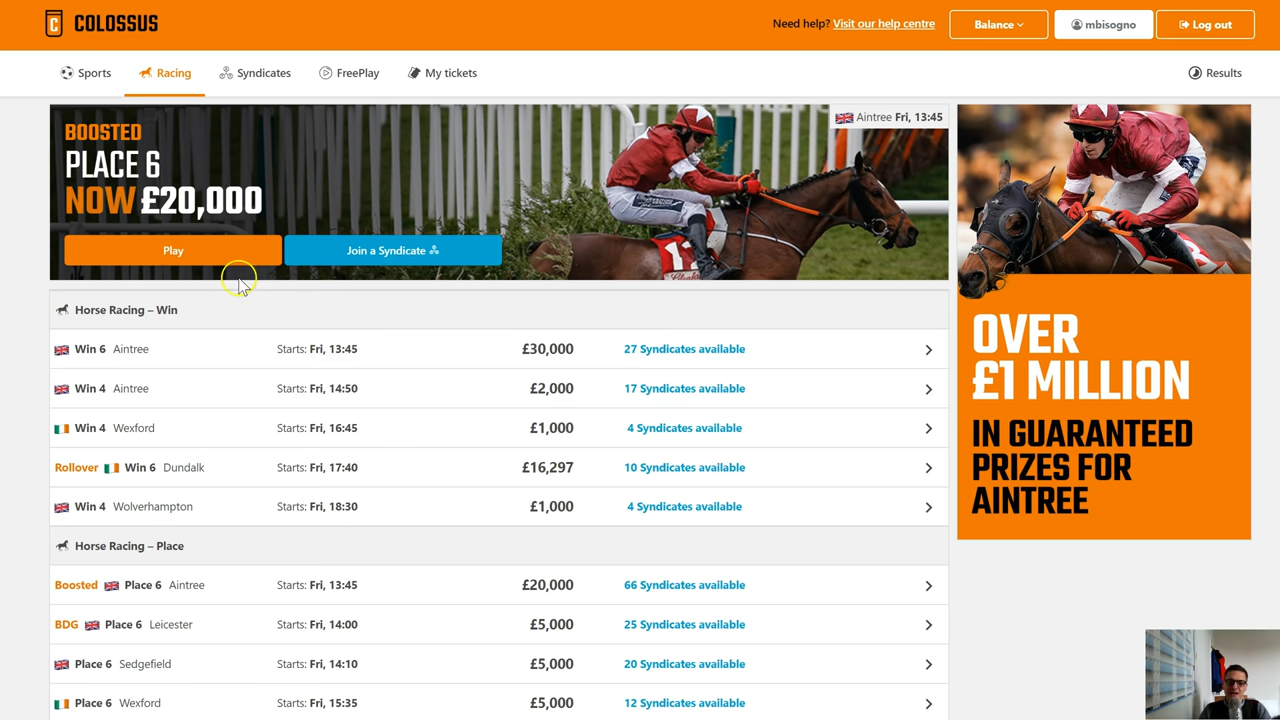 COLOSSUS
Need help? Visit our help centre
Balance
mbisogno
Log out
Sports
Racing
Syndicates
FreePlay
My tickets
Results
BOOSTED
PLACE 6
NOW £20,000
Aintree Fri, 13:45
Play
Join a Syndicate
Horse Racing – Win
Win 6 Aintree Starts: Fri, 13:45 £30,000 27 Syndicates available
Win 4 Aintree Starts: Fri, 14:50 £2,000 17 Syndicates available
Win 4 Wexford Starts: Fri, 16:45 £1,000 4 Syndicates available
Rollover Win 6 Dundalk Starts: Fri, 17:40 £16,297 10 Syndicates available
Win 4 Wolverhampton Starts: Fri, 18:30 £1,000 4 Syndicates available
Horse Racing – Place
Boosted Place 6 Aintree Starts: Fri, 13:45 £20,000 66 Syndicates available
BDG Place 6 Leicester Starts: Fri, 14:00 £5,000 25 Syndicates available
Place 6 Sedgefield Starts: Fri, 14:10 £5,000 20 Syndicates available
Place 6 Wexford Starts: Fri, 15:35 £5,000 12 Syndicates available
OVER
£1 MILLION
IN GUARANTEED
PRIZES FOR
AINTREE